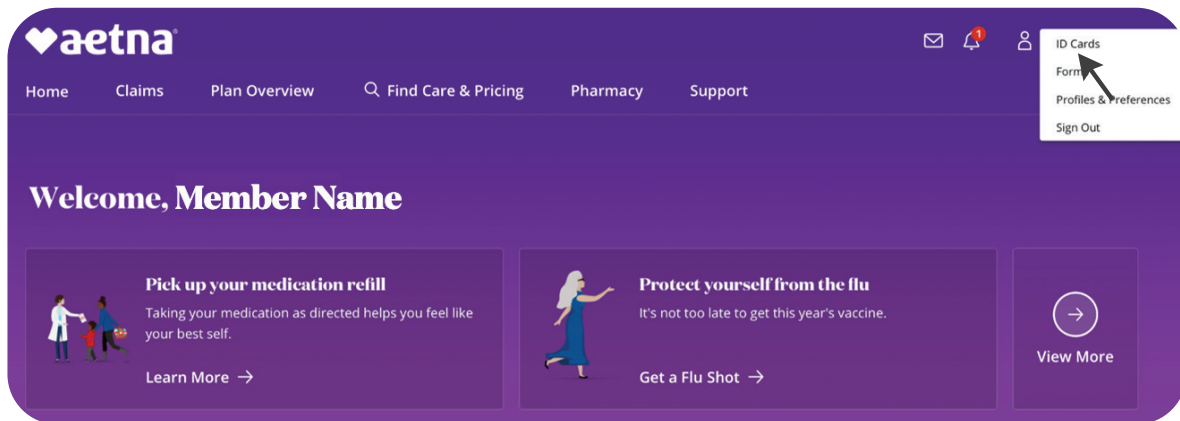 aetna
1
ID Cards
Forms
Profiles & Preferences
Sign Out
Home Claims Plan Overview Find Care & Pricing Pharmacy Support
Welcome, Member Name
Pick up your medication refill
Taking your medication as directed helps you feel like
your best self.
Learn More →
Protect yourself from the flu
It's not too late to get this year's vaccine.
Get a Flu Shot →
View More